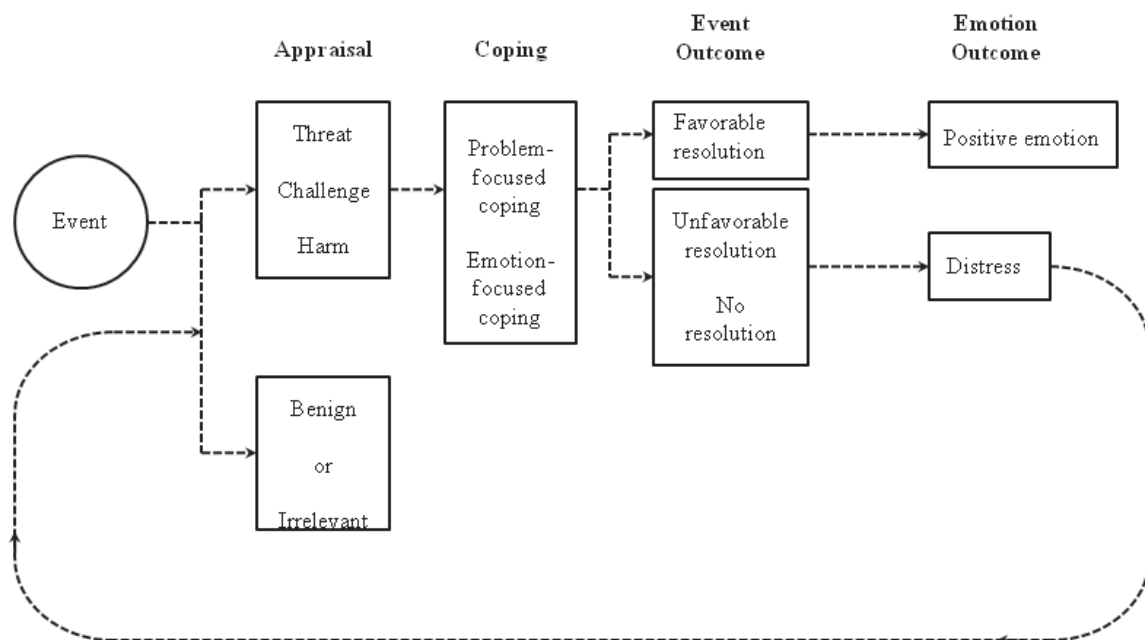 Appraisal
Coping
Event
Outcome
Emotion
Outcome
Event
Threat
Challenge
Harm
Benign
or
Irrelevant
Problem-
focused
coping
Emotion-
focused
coping
Favorable
resolution
Unfavorable
resolution
No
resolution
Positive emotion
Distress